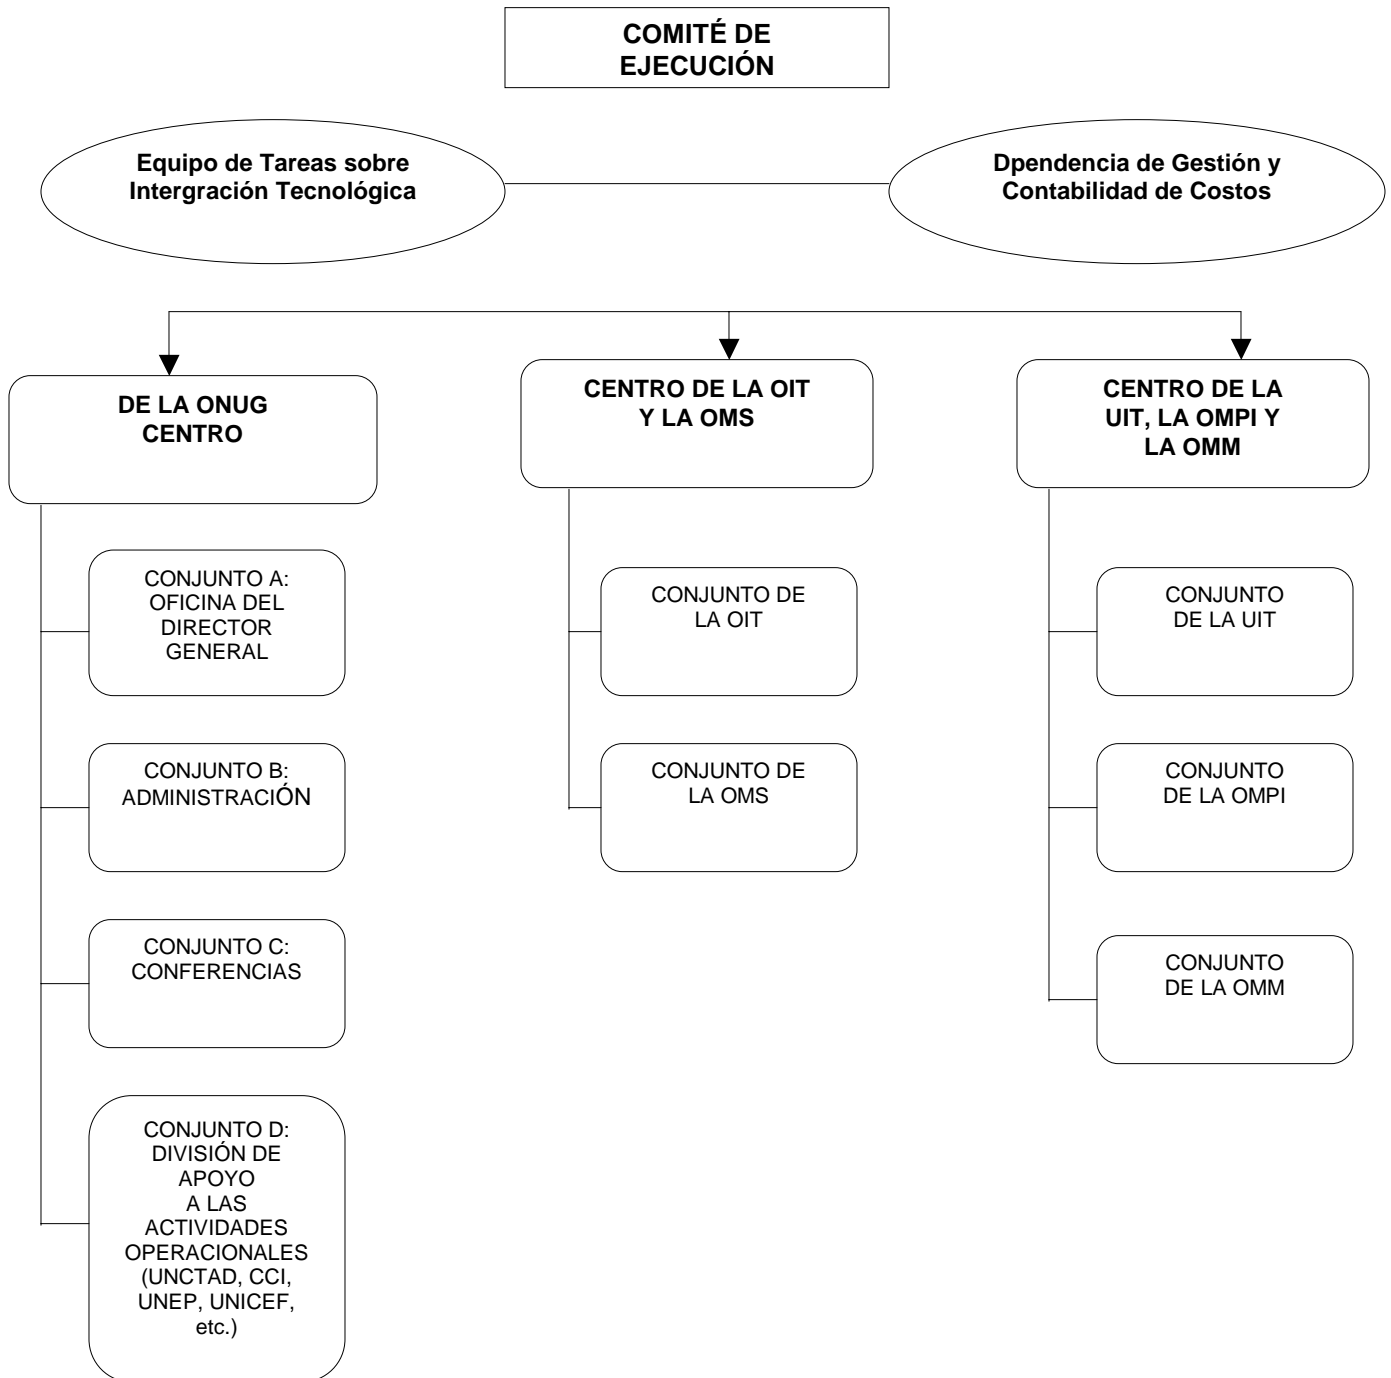 COMITÉ DE
EJECUCIÓN
Equipo de Tareas sobre
Intergración Tecnológica
Dpendencia de Gestión y
Contabilidad de Costos
DE LA ONUG
CENTRO
CENTRO DE LA OIT
Y LA OMS
CENTRO DE LA
UIT, LA OMPI Y
LA OMM
CONJUNTO A:
OFICINA DEL
DIRECTOR
GENERAL
CONJUNTO B:
ADMINISTRACIÓN
CONJUNTO C:
CONFERENCIAS
CONJUNTO D:
DIVISIÓN DE
APOYO
A LAS
ACTIVIDADES
OPERACIONALES
(UNCTAD, CCI,
UNEP, UNICEF,
etc.)
CONJUNTO DE
LA OIT
CONJUNTO DE
LA OMS
CONJUNTO
DE LA UIT
CONJUNTO
DE LA OMPI
CONJUNTO
DE LA OMM